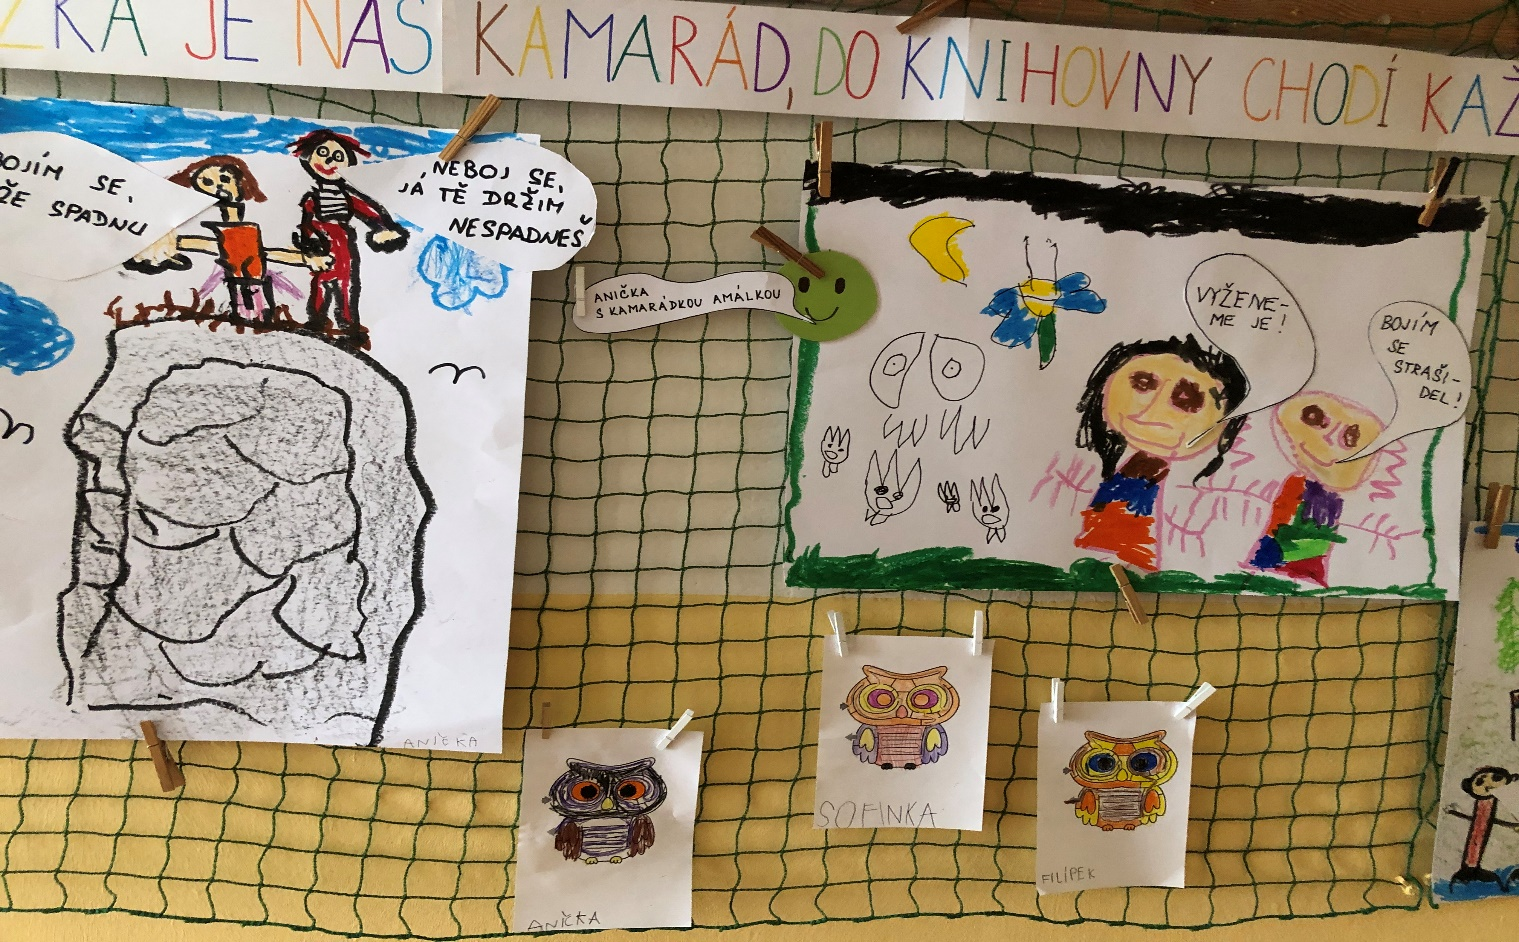 ŽKA JE NÁŠ KAMARÁD, DO KNIHOVNY CHODÍ KAŽ
BOJÍM SE,
ŽE SPADNU
NEBOJ SE,
JÁ TĚ DRŽÍM
NESPADNEŠ
ANIČKA
S KAMARÁDKOU AMÁLKOU
VYŽENE-
ME JE!
BOJÍM
SE
STRAŠI-
DEL!
ANIČKA
ANIČKA
SOFINKA
FILÍPEK